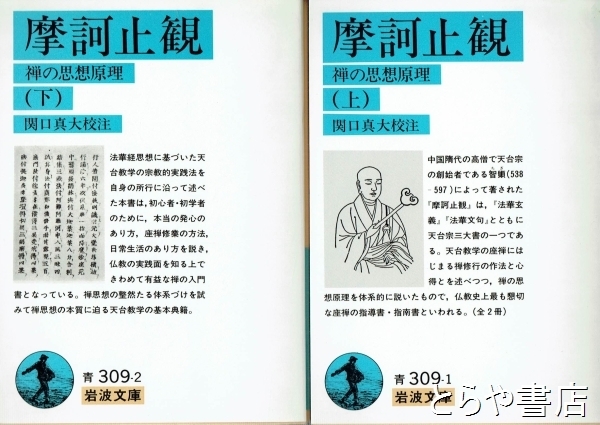 摩訶止観
禅の思想原理
(下)
関口真大校注
法華経思想に基づいた天
台教学の宗教的実践法を
自身の所行に沿って述べ
た本書は,初心者・初学者
のために, 本当の発心の
あり方, 座禅修業の方法,
日常生活のあり方を説き,
仏教の実践面を知る上で
きわめて有益な禅の入門
書となっている。禅思想の整然たる体系づけを試
みて禅思想の本質に迫る天台教学の基本典籍。
青 309-2
岩波文庫
摩訶止観
禅の思想原理
(上)
関口真大校注
中国隋代の高僧で天台宗
の創始者である智顗(538
-597)によって著された
『摩訶止観』は,『法華玄
義』『法華文句』とともに
天台宗三大書の一つであ
る。天台教学の座禅には
じまる禅修行の作法と心
得とを述べつつ, 禅の思
想原理を体系的に説いたもので, 仏教史上最も懇切
な座禅の指導書・指南書といわれる。(全2冊)
青 309-1
岩波文庫
とらや書店